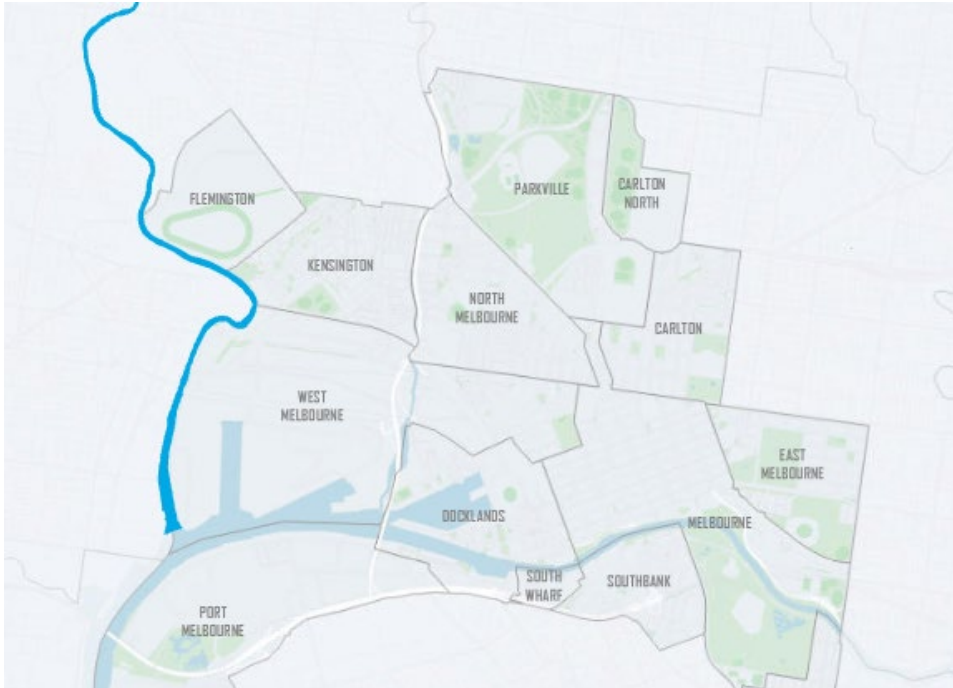 FLEMINGTON
KENSINGTON
PARKVILLE
CARLTON
NORTH
NORTH
MELBOURNE
CARLTON
WEST
MELBOURNE
EAST
MELBOURNE
DOCKLANDS
MELBOURNE
SOUTH
WHARF
SOUTHBANK
PORT
MELBOURNE